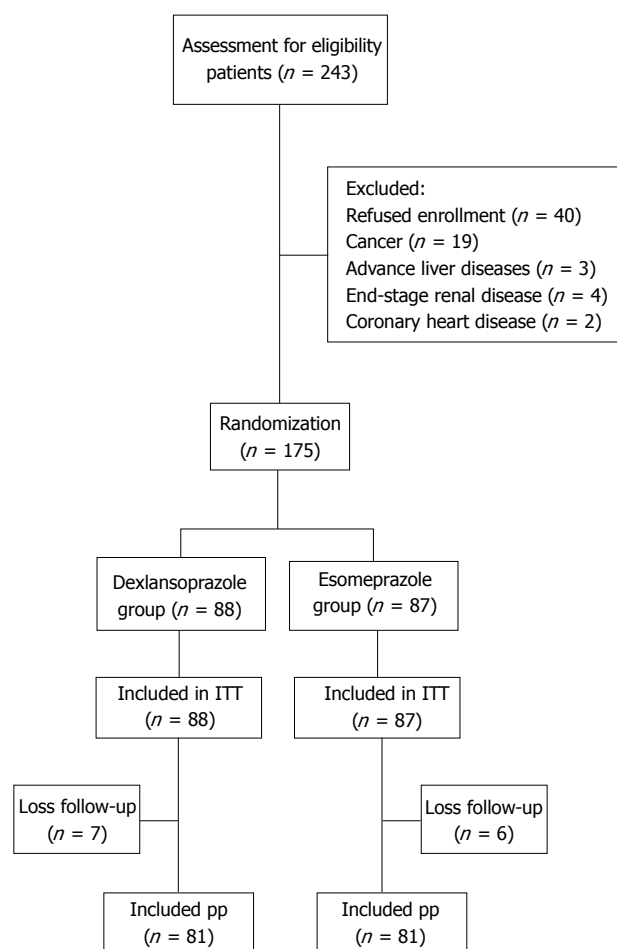 Assessment for eligibility
patients (n = 243)
Excluded:
Refused enrollment (n = 40)
Cancer (n = 19)
Advance liver diseases (n = 3)
End-stage renal disease (n = 4)
Coronary heart disease (n = 2)
Randomization
(n = 175)
Dexlansoprazole
group (n = 88)
Esomeprazole
group (n = 87)
Included in ITT
(n = 88)
Included in ITT
(n = 87)
Loss follow-up
(n = 7)
Loss follow-up
(n = 6)
Included pp
(n = 81)
Included pp
(n = 81)